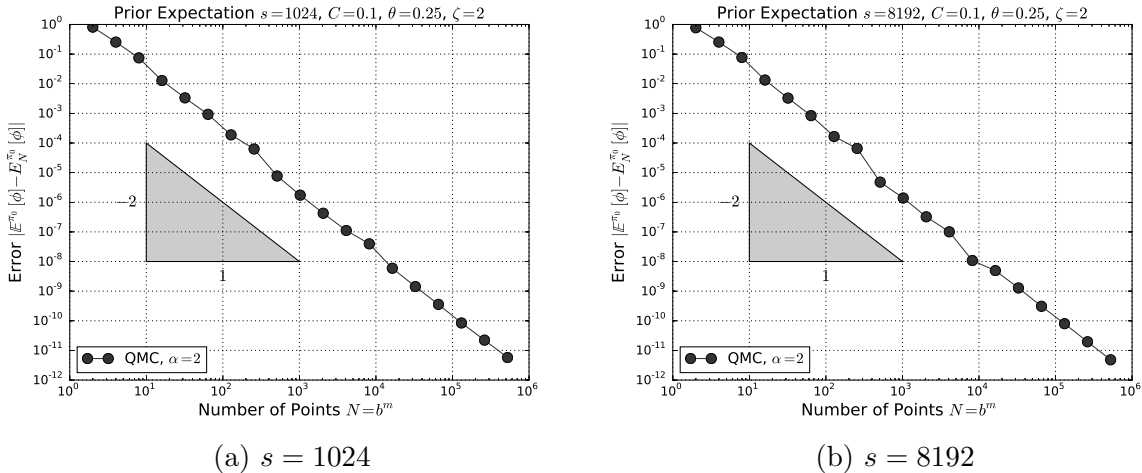 Prior Expectation s=1024, C=0.1, θ=0.25, ζ=2
Error |𝔼^{π_0}[ϕ]−E_N^{π_0}[ϕ]|
10^0
10^{-1}
10^{-2}
10^{-3}
10^{-4}
10^{-5}
10^{-6}
10^{-7}
10^{-8}
10^{-9}
10^{-10}
10^{-11}
10^{-12}
−2
1
QMC, α=2
10^0 10^1 10^2 10^3 10^4 10^5 10^6
Number of Points N=b^m
(a) s = 1024
Prior Expectation s=8192, C=0.1, θ=0.25, ζ=2
Error |𝔼^{π_0}[ϕ]−E_N^{π_0}[ϕ]|
10^0
10^{-1}
10^{-2}
10^{-3}
10^{-4}
10^{-5}
10^{-6}
10^{-7}
10^{-8}
10^{-9}
10^{-10}
10^{-11}
10^{-12}
−2
1
QMC, α=2
10^0 10^1 10^2 10^3 10^4 10^5 10^6
Number of Points N=b^m
(b) s = 8192